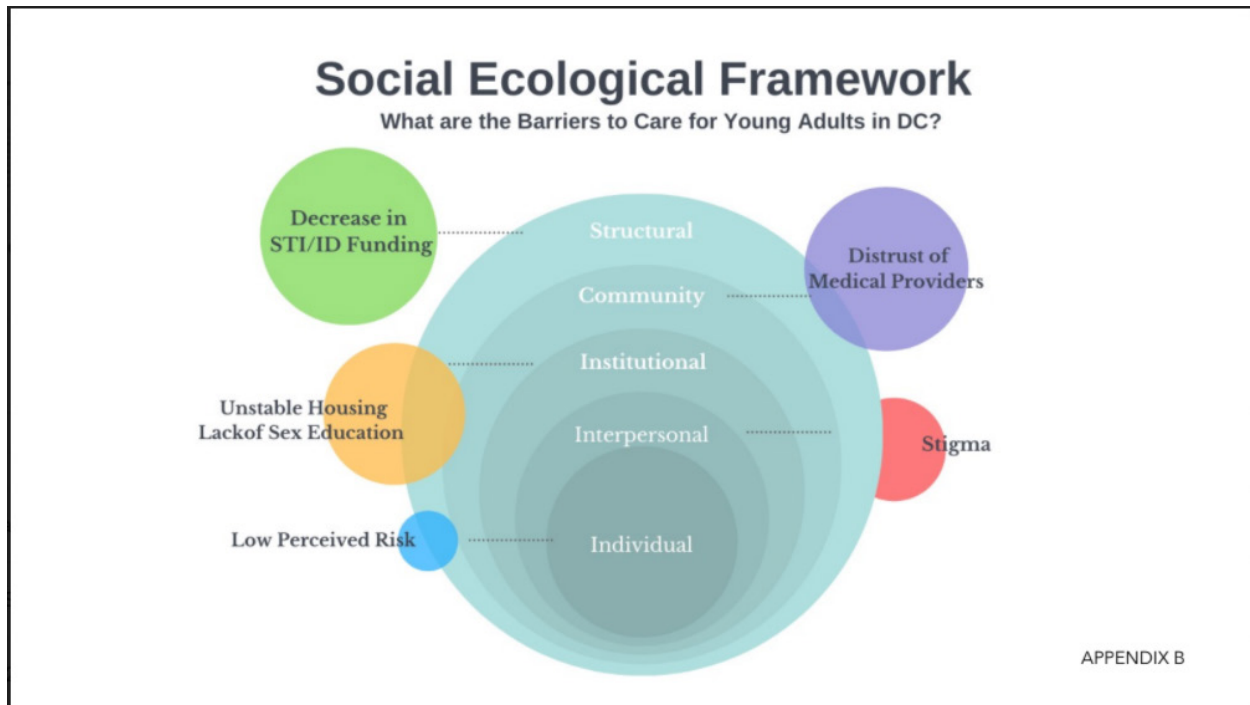 Social Ecological Framework
What are the Barriers to Care for Young Adults in DC?
Decrease in
STI/ID Funding
Structural
Distrust of
Medical Providers
Community
Institutional
Unstable Housing
Lackof Sex Education
Interpersonal
Stigma
Low Perceived Risk
Individual
APPENDIX B